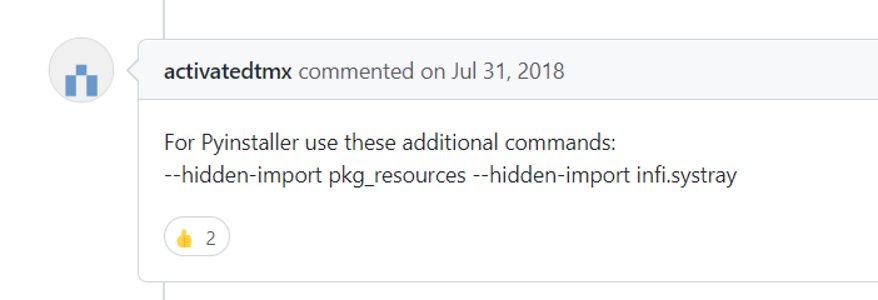 activatedtmx commented on Jul 31, 2018
For Pyinstaller use these additional commands:
--hidden-import pkg_resources --hidden-import infi.systray
👍 2